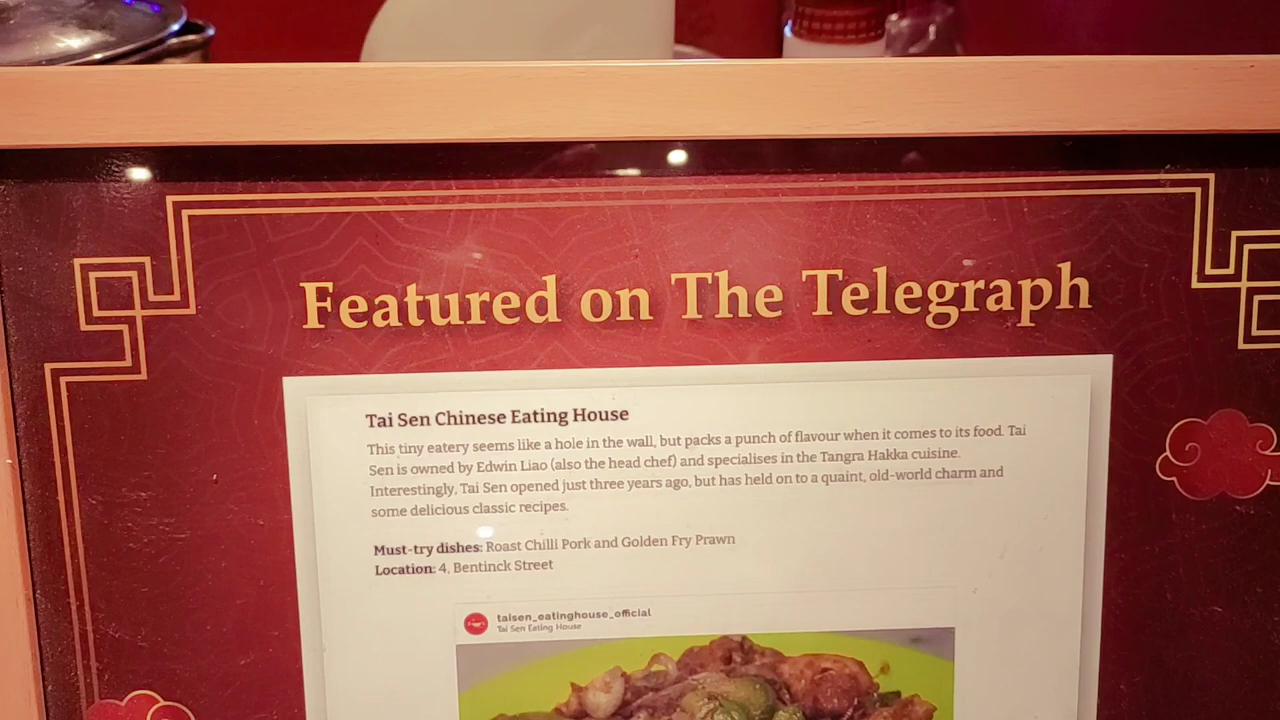 Featured on The Telegraph
Tai Sen Chinese Eating House
This tiny eatery seems like a hole in the wall, but packs a punch of flavour when it comes to its food. Tai
Sen is owned by Edwin Liao (also the head chef) and specialises in the Tangra Hakka cuisine.
Interestingly, Tai Sen opened just three years ago, but has held on to a quaint, old-world charm and
some delicious classic recipes.
Must-try dishes: Roast Chilli Pork and Golden Fry Prawn
Location: 4, Bentinck Street
taisen_eatinghouse_official
Tai Sen Eating House